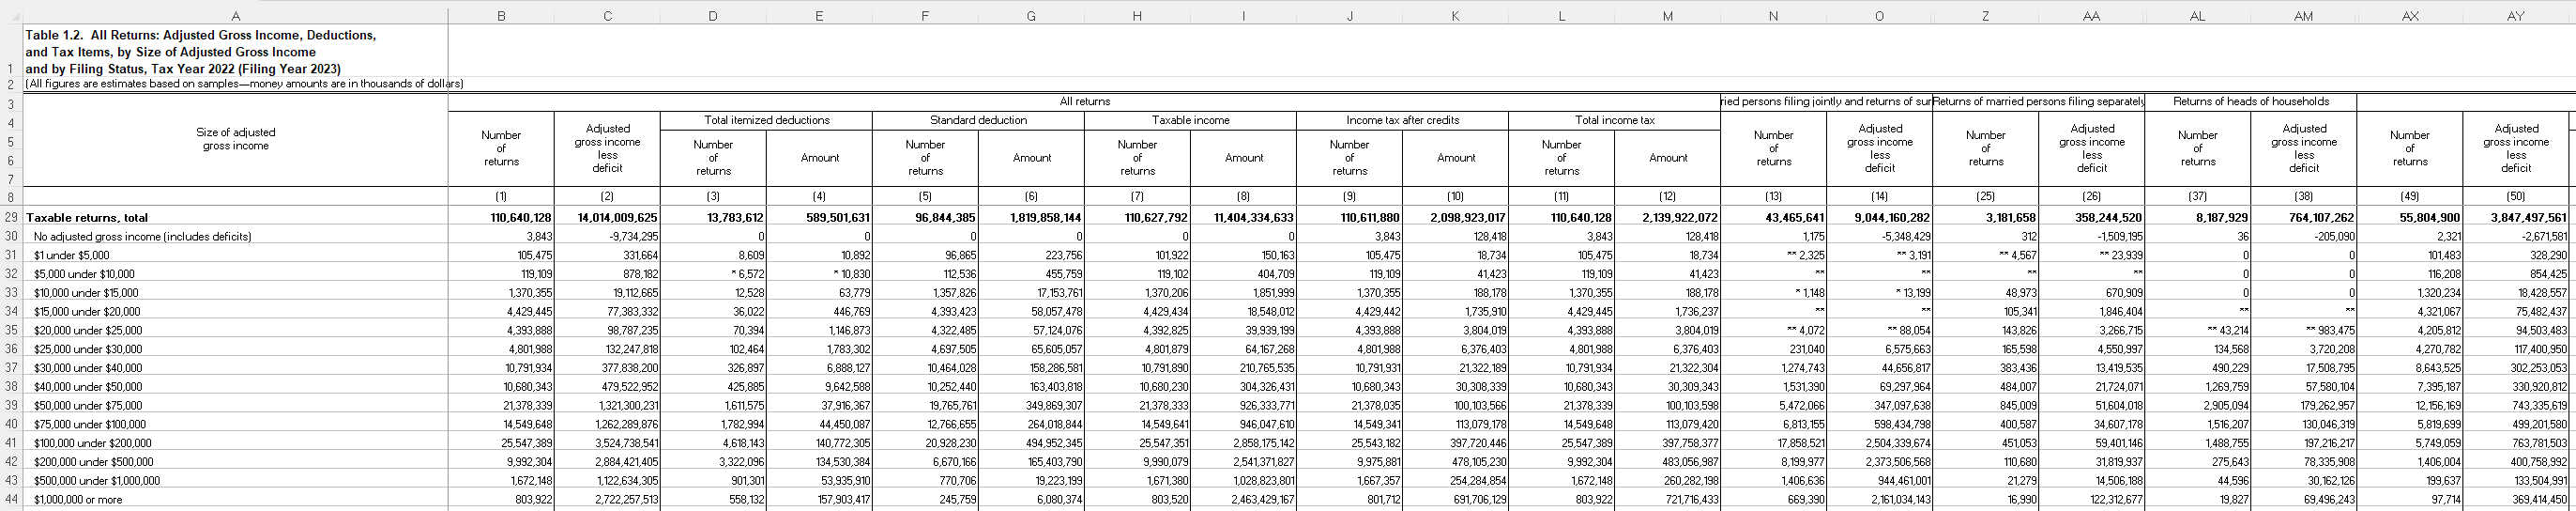 A B C D E F G H I J K L M N O Z AA AL AM AX AY
Table 1.2. All Returns: Adjusted Gross Income, Deductions,
and Tax Items, by Size of Adjusted Gross Income
1 and by Filing Status, Tax Year 2022 (Filing Year 2023)
2 (All figures are estimates based on samples—money amounts are in thousands of dollars)
3 All returns ried persons filing jointly and returns of sur Returns of married persons filing separately Returns of heads of households
4 Total itemized deductions Standard deduction Taxable income Income tax after credits Total income tax
5
6
7
Size of adjusted
gross income
Number
of
returns
Adjusted
gross income
less
deficit
Number
of
returns
Amount
Number
of
returns
Amount
Number
of
returns
Amount
Number
of
returns
Amount
Number
of
returns
Amount
Number
of
returns
Adjusted
gross income
less
deficit
Number
of
returns
Adjusted
gross income
less
deficit
Number
of
returns
Adjusted
gross income
less
deficit
Number
of
returns
Adjusted
gross income
less
deficit
8 (1) (2) (3) (4) (5) (6) (7) (8) (9) (10) (11) (12) (13) (14) (25) (26) (37) (38) (49) (50)
29 Taxable returns, total 110,640,128 14,014,009,625 13,783,612 589,501,631 96,844,385 1,819,858,144 110,627,792 11,404,334,633 110,611,880 2,098,923,017 110,640,128 2,139,922,072 43,465,641 9,044,160,282 3,181,658 358,244,520 8,187,929 764,107,262 55,804,900 3,847,497,561
30 No adjusted gross income (includes deficits) 3,843 -9,734,295 0 0 0 0 0 0 3,843 128,418 3,843 128,418 1,175 -5,348,429 312 -1,509,195 36 -205,090 2,321 -2,671,581
31 $1 under $5,000 105,475 331,664 8,609 10,892 96,865 223,756 101,922 150,163 105,475 18,734 105,475 18,734 ** 2,325 ** 3,191 ** 4,567 ** 23,939 0 0 101,483 328,290
32 $5,000 under $10,000 119,109 878,182 * 6,572 * 10,830 112,536 455,759 119,102 404,709 119,109 41,423 119,109 41,423 ** ** ** ** 0 0 116,208 854,425
33 $10,000 under $15,000 1,370,355 19,112,665 12,528 63,779 1,357,826 17,153,761 1,370,206 1,851,999 1,370,355 188,178 1,370,355 188,178 * 1,148 * 13,199 48,973 670,909 0 0 1,320,234 18,428,557
34 $15,000 under $20,000 4,429,445 77,383,332 36,022 446,769 4,393,423 58,057,478 4,429,434 18,548,012 4,429,442 1,735,910 4,429,445 1,736,237 ** ** 105,341 1,846,404 ** ** 4,321,067 75,482,437
35 $20,000 under $25,000 4,393,888 98,787,235 70,394 1,146,873 4,322,485 57,124,076 4,392,825 39,939,199 4,393,888 3,804,019 4,393,888 3,804,019 ** 4,072 ** 88,054 143,826 3,266,715 ** 43,214 ** 983,475 4,205,812 94,503,483
36 $25,000 under $30,000 4,801,988 132,247,818 102,464 1,783,302 4,697,505 65,605,057 4,801,879 64,167,268 4,801,988 6,376,403 4,801,988 6,376,403 231,040 6,575,663 165,598 4,550,997 134,568 3,720,208 4,270,782 117,400,950
37 $30,000 under $40,000 10,791,934 377,838,200 326,897 6,888,127 10,464,028 158,286,581 10,791,890 210,765,535 10,791,931 21,322,189 10,791,934 21,322,304 1,274,743 44,656,817 383,436 13,419,535 490,229 17,508,795 8,643,525 302,253,053
38 $40,000 under $50,000 10,680,343 479,522,952 425,885 9,642,588 10,252,440 163,403,818 10,680,230 304,326,431 10,680,343 30,308,339 10,680,343 30,309,343 1,531,390 69,297,964 484,007 21,724,071 1,269,759 57,580,104 7,395,187 330,920,812
39 $50,000 under $75,000 21,378,339 1,321,300,231 1,611,575 37,916,367 19,765,761 349,869,307 21,378,333 926,333,771 21,378,035 100,103,566 21,378,339 100,103,598 5,472,066 347,097,638 845,009 51,604,018 2,905,094 179,262,957 12,156,169 743,335,619
40 $75,000 under $100,000 14,549,648 1,262,289,876 1,782,994 44,450,087 12,766,655 264,018,844 14,549,641 946,047,610 14,549,341 113,079,178 14,549,648 113,079,420 6,813,155 598,434,798 400,587 34,607,178 1,516,207 130,046,319 5,819,699 499,201,580
41 $100,000 under $200,000 25,547,389 3,524,738,541 4,618,143 140,772,305 20,928,230 494,952,345 25,547,351 2,858,175,142 25,543,182 397,720,446 25,547,389 397,758,377 17,858,521 2,504,339,674 451,053 59,401,146 1,488,755 197,216,217 5,749,059 763,781,503
42 $200,000 under $500,000 9,992,304 2,884,421,405 3,322,096 134,530,384 6,670,166 165,403,790 9,990,079 2,541,371,827 9,975,881 478,105,230 9,992,304 483,056,987 8,199,977 2,373,506,568 110,680 31,819,937 275,643 78,335,908 1,406,004 400,758,992
43 $500,000 under $1,000,000 1,672,148 1,122,634,305 901,301 53,935,910 770,706 19,223,199 1,671,380 1,028,823,801 1,667,357 254,284,854 1,672,148 260,282,198 1,406,636 944,461,001 21,279 14,506,188 44,596 30,162,126 199,637 133,504,991
44 $1,000,000 or more 803,922 2,722,257,513 558,132 157,903,417 245,759 6,080,374 803,520 2,463,429,167 801,712 691,706,129 803,922 721,716,433 669,390 2,161,034,143 16,990 122,312,677 19,827 69,496,243 97,714 369,414,450